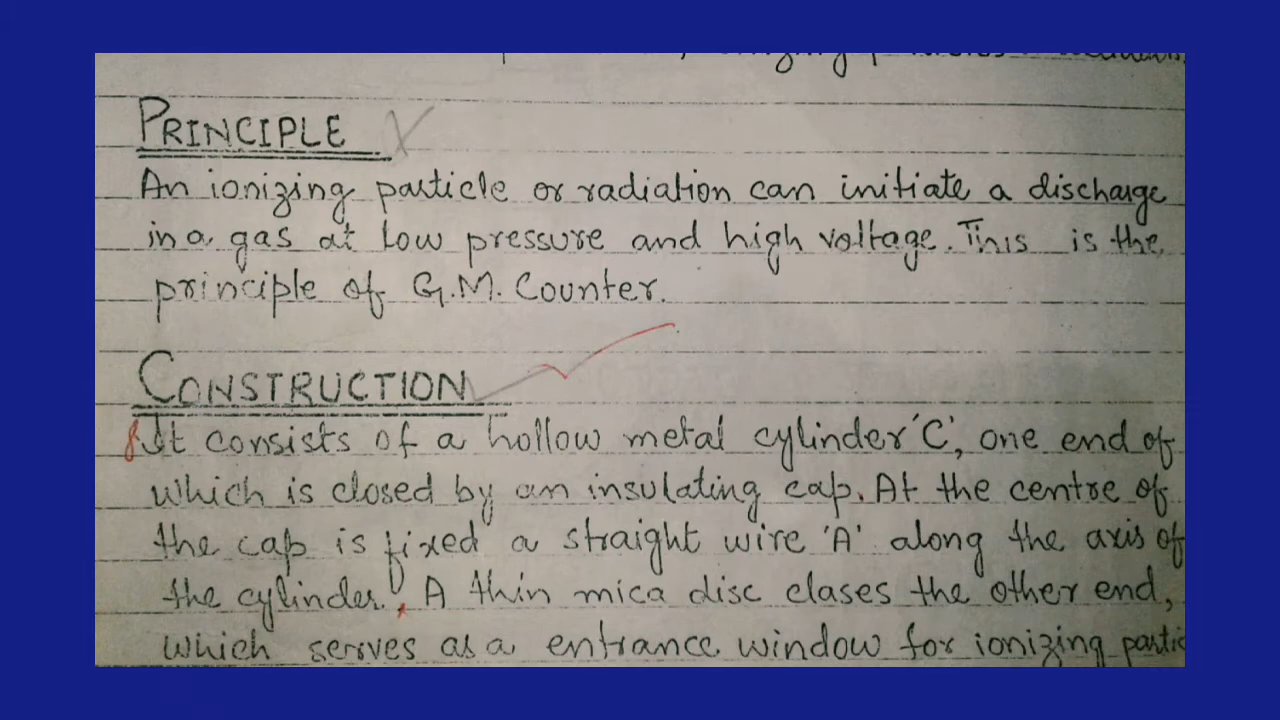 PRINCIPLE
An ionizing particle or radiation can initiate a discharge
in a gas at low pressure and high voltage. This is the
principle of G.M. Counter.
CONSTRUCTION
It consists of a hollow metal cylinder 'C', one end of
which is closed by an insulating cap. At the centre of
the cap is fixed a straight wire 'A' along the axis of
the cylinder. A thin mica disc clases the other end,
which serves as a entrance window for ionizing partic